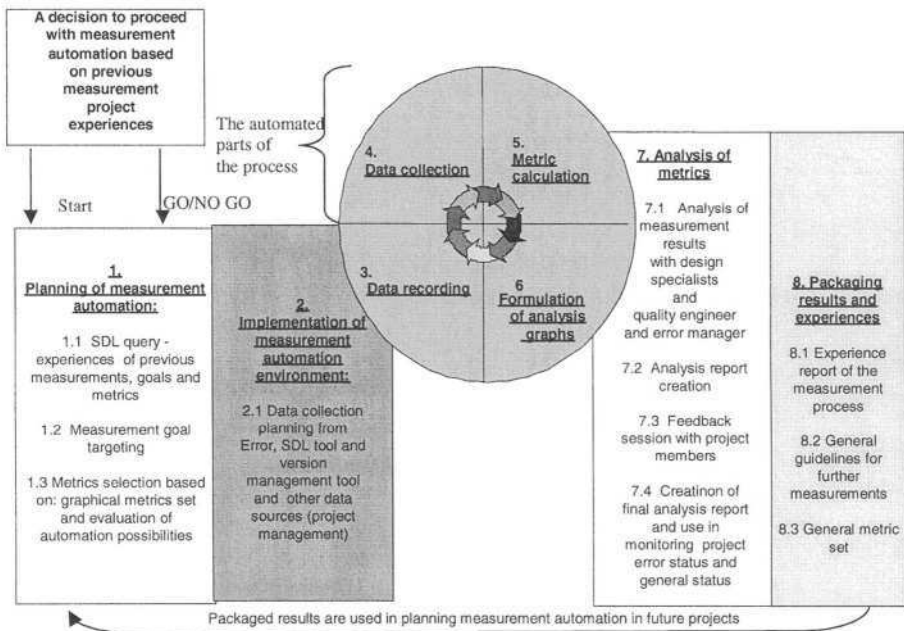 A decision to proceed
with measurement
automation based
on previous
measurement
project
experiences
The automated
parts of
the process
Start
GO/NO GO
1.
Planning of measurement
automation:
1.1 SDL query -
experiences of previous
measurements, goals and
metrics
1.2 Measurement goal
targeting
1.3 Metrics selection based
on: graphical metrics set
and evaluation of
automation possibilities
2.
Implementation of
measurement
automation
environment:
2.1 Data collection
planning from
Error, SDL tool and
version
management tool
and other data
sources (project
management)
3.
Data recording
4.
Data collection
5.
Metric
calculation
6
Formulation
of analysis
graphs
7. Analysis of
metrics
7.1 Analysis of
measurement
results
with design
specialists
and
quality engineer
and error manager
7.2 Analysis report
creation
7.3 Feedback
session with project
members
7.4 Creatinon of
final analysis report
and use in
monitoring project
error status and
general status
8. Packaging
results and
experiences
8.1 Experience
report of the
measurement
process
8.2 General
guidelines for
further
measurements
8.3 General metric
set
Packaged results are used in planning measurement automation in future projects